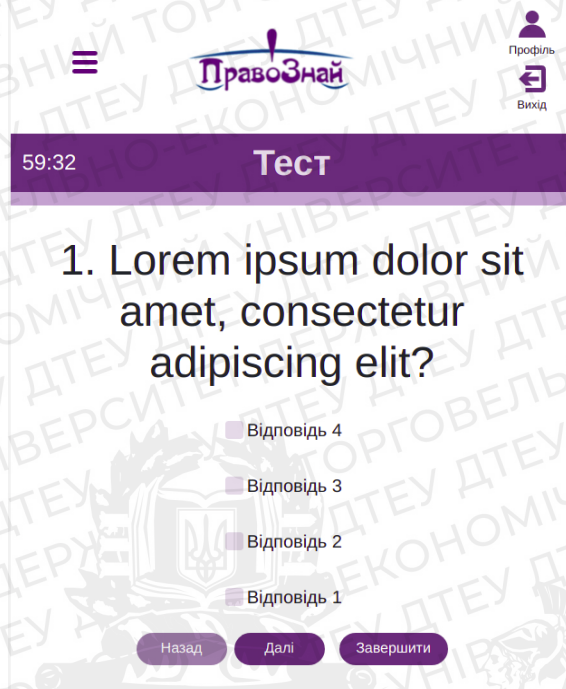 ПравоЗнай
Профіль
Вихід
59:32
Тест
1. Lorem ipsum dolor sit
amet, consectetur
adipiscing elit?
Відповідь 4
Відповідь 3
Відповідь 2
Відповідь 1
Назад
Далі
Завершити